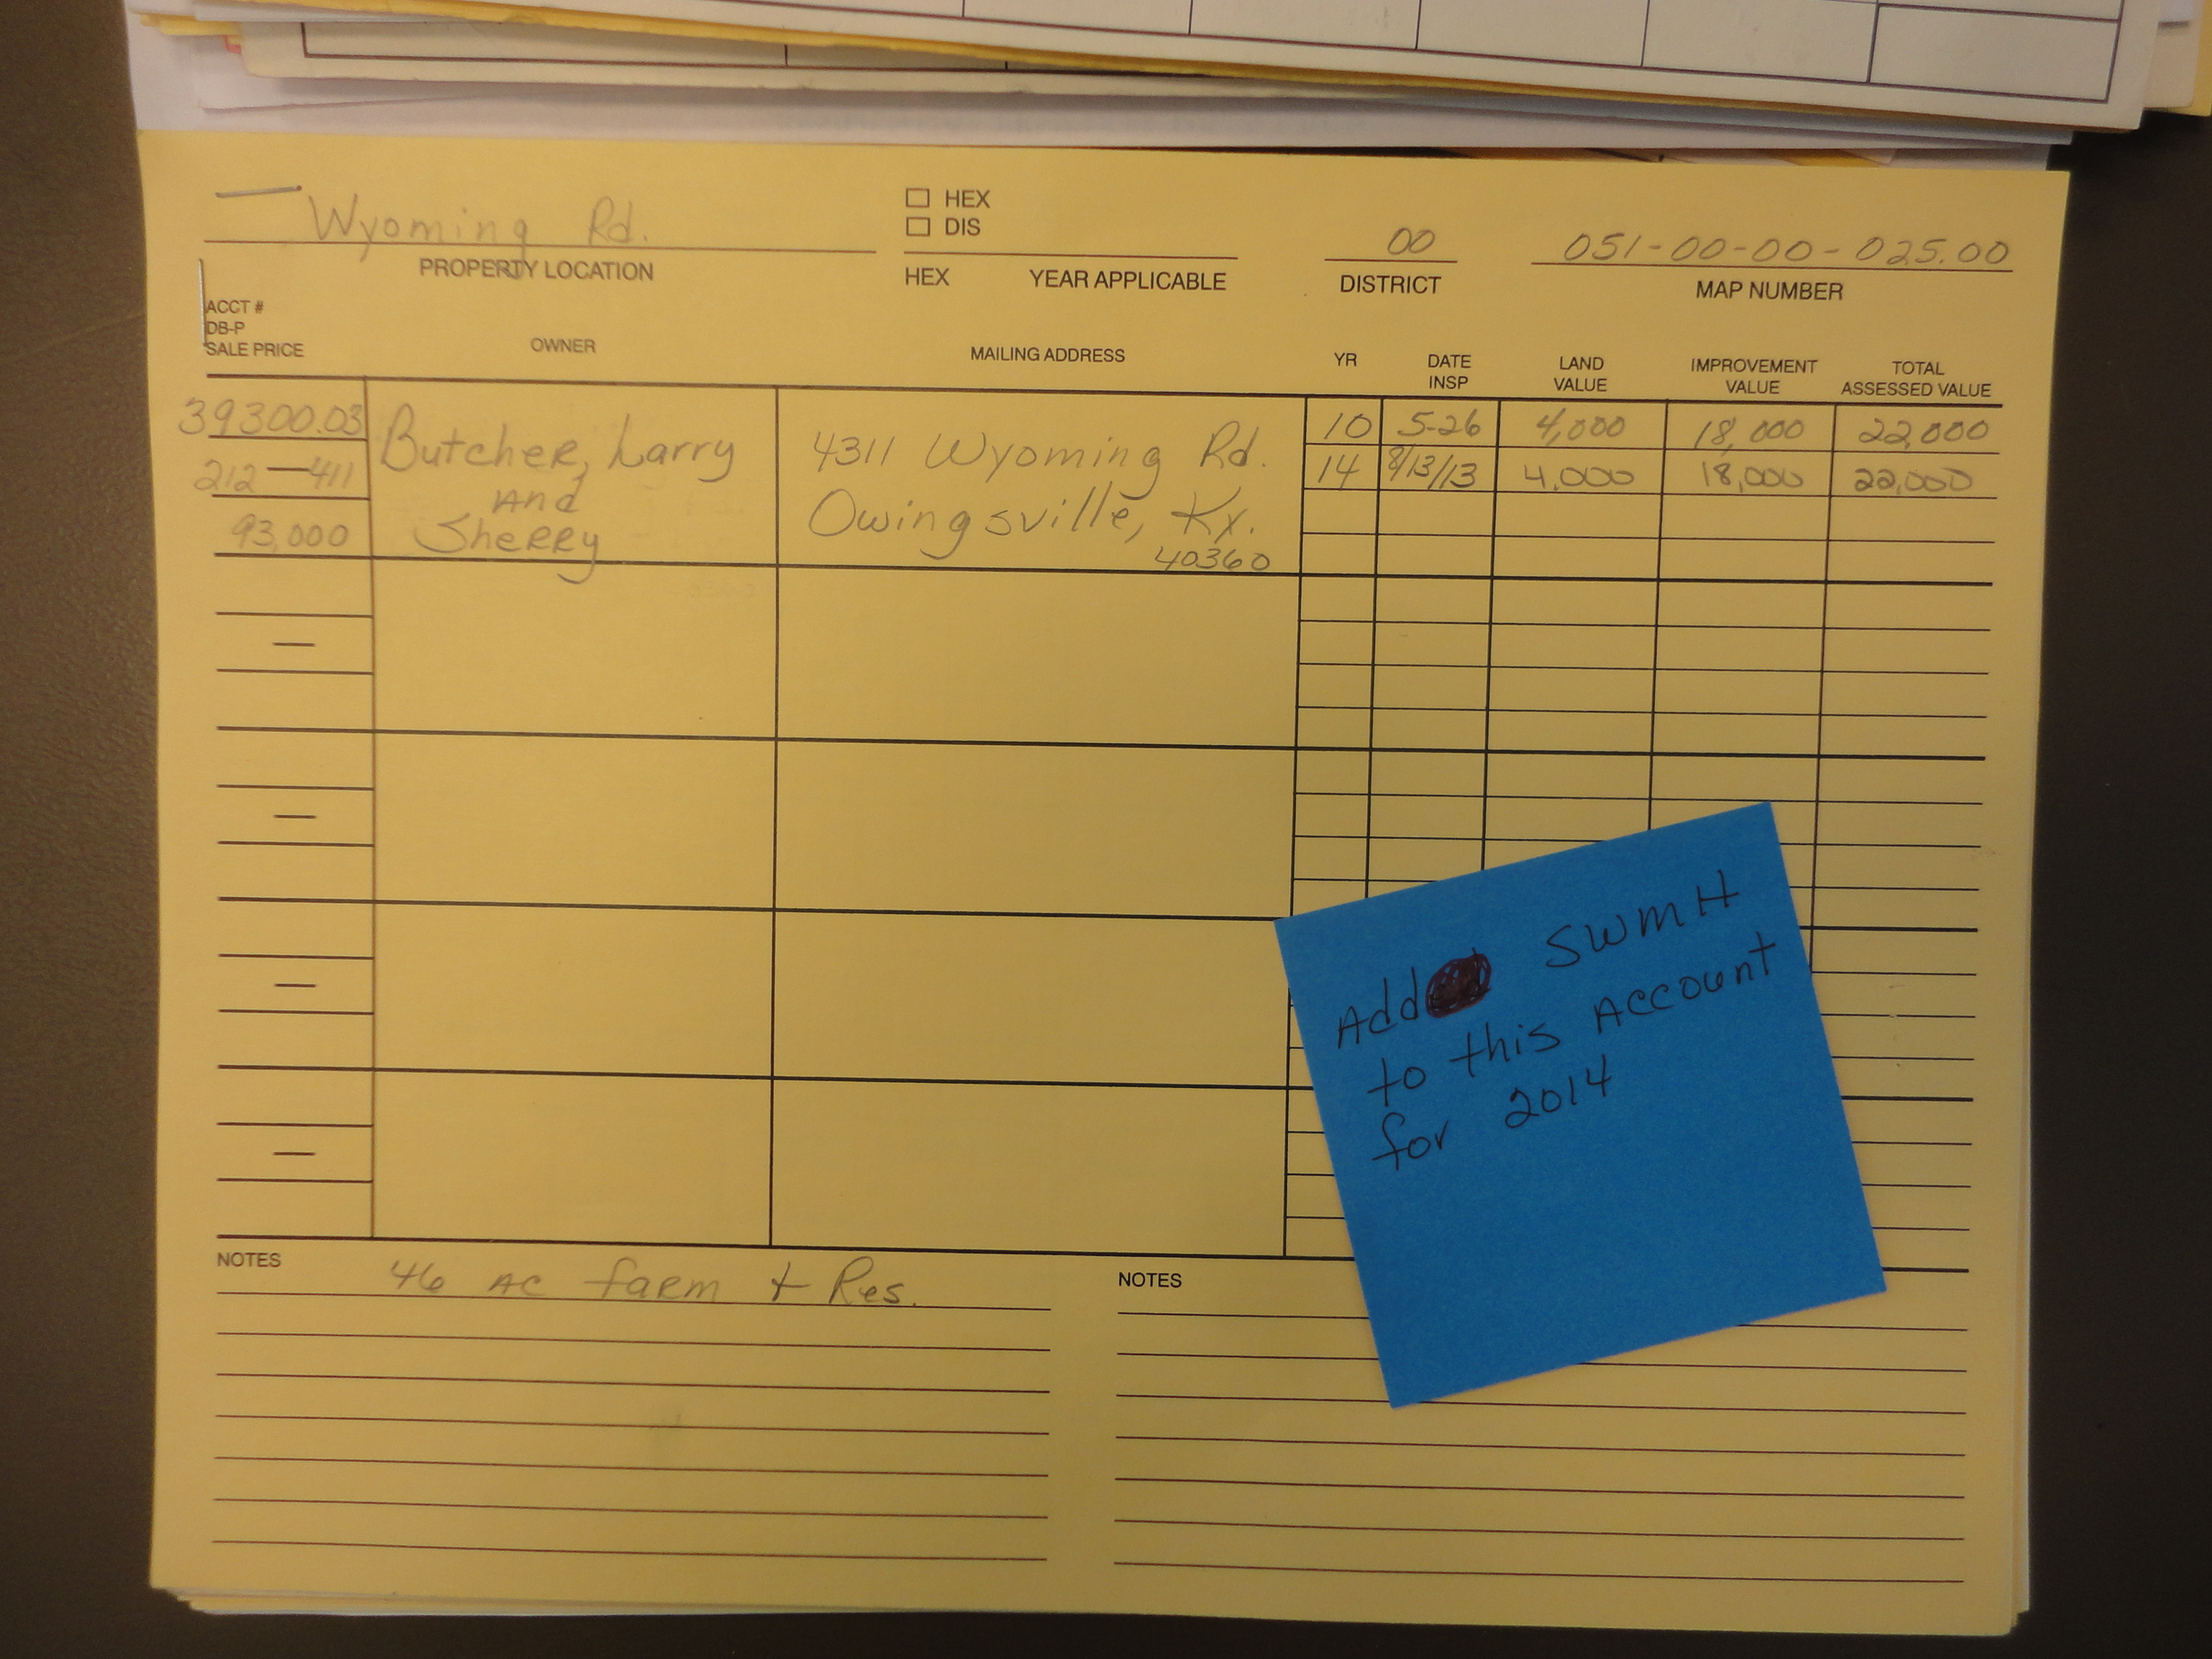 Wyoming Rd.
PROPERTY LOCATION
HEX
DIS
HEX YEAR APPLICABLE
00
DISTRICT
051-00-00-025.00
MAP NUMBER
ACCT #
DB-P
SALE PRICE
OWNER
MAILING ADDRESS
YR
DATE
INSP
LAND
VALUE
IMPROVEMENT
VALUE
TOTAL
ASSESSED VALUE
39300.03
212—411
93,000
Butcher, Larry
And
Sherry
4311 Wyoming Rd.
Owingsville, Ky.
40360
10 5-26 4,000 18,000 22,000
14 8/13/13 4,000 18,000 22,000
Add SWMH
to this Account
for 2014
NOTES 46 AC farm + Res.
NOTES